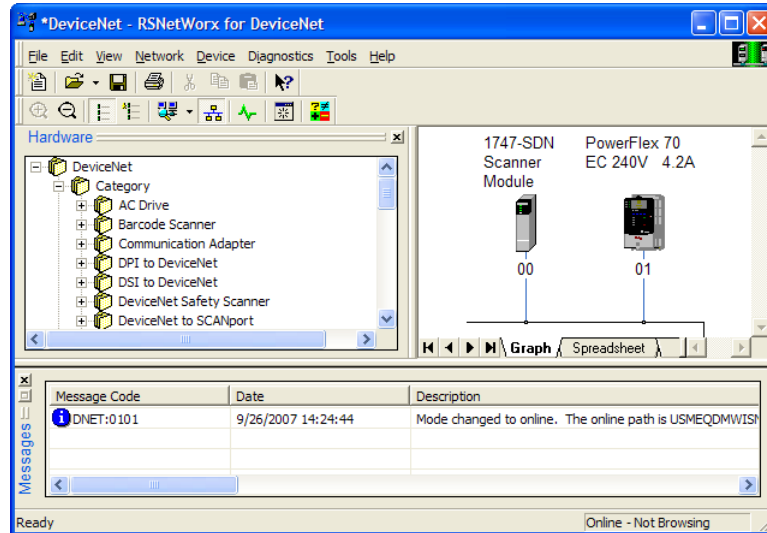 *DeviceNet - RSNetWorx for DeviceNet
File Edit View Network Device Diagnostics Tools Help
Hardware
DeviceNet
Category
AC Drive
Barcode Scanner
Communication Adapter
DPI to DeviceNet
DSI to DeviceNet
DeviceNet Safety Scanner
DeviceNet to SCANport
1747-SDN
Scanner
Module
PowerFlex 70
EC 240V 4.2A
00
01
Graph
Spreadsheet
Messages
Message Code Date Description
DNET:0101 9/26/2007 14:24:44 Mode changed to online. The online path is USMEQDMWISN
Ready
Online - Not Browsing